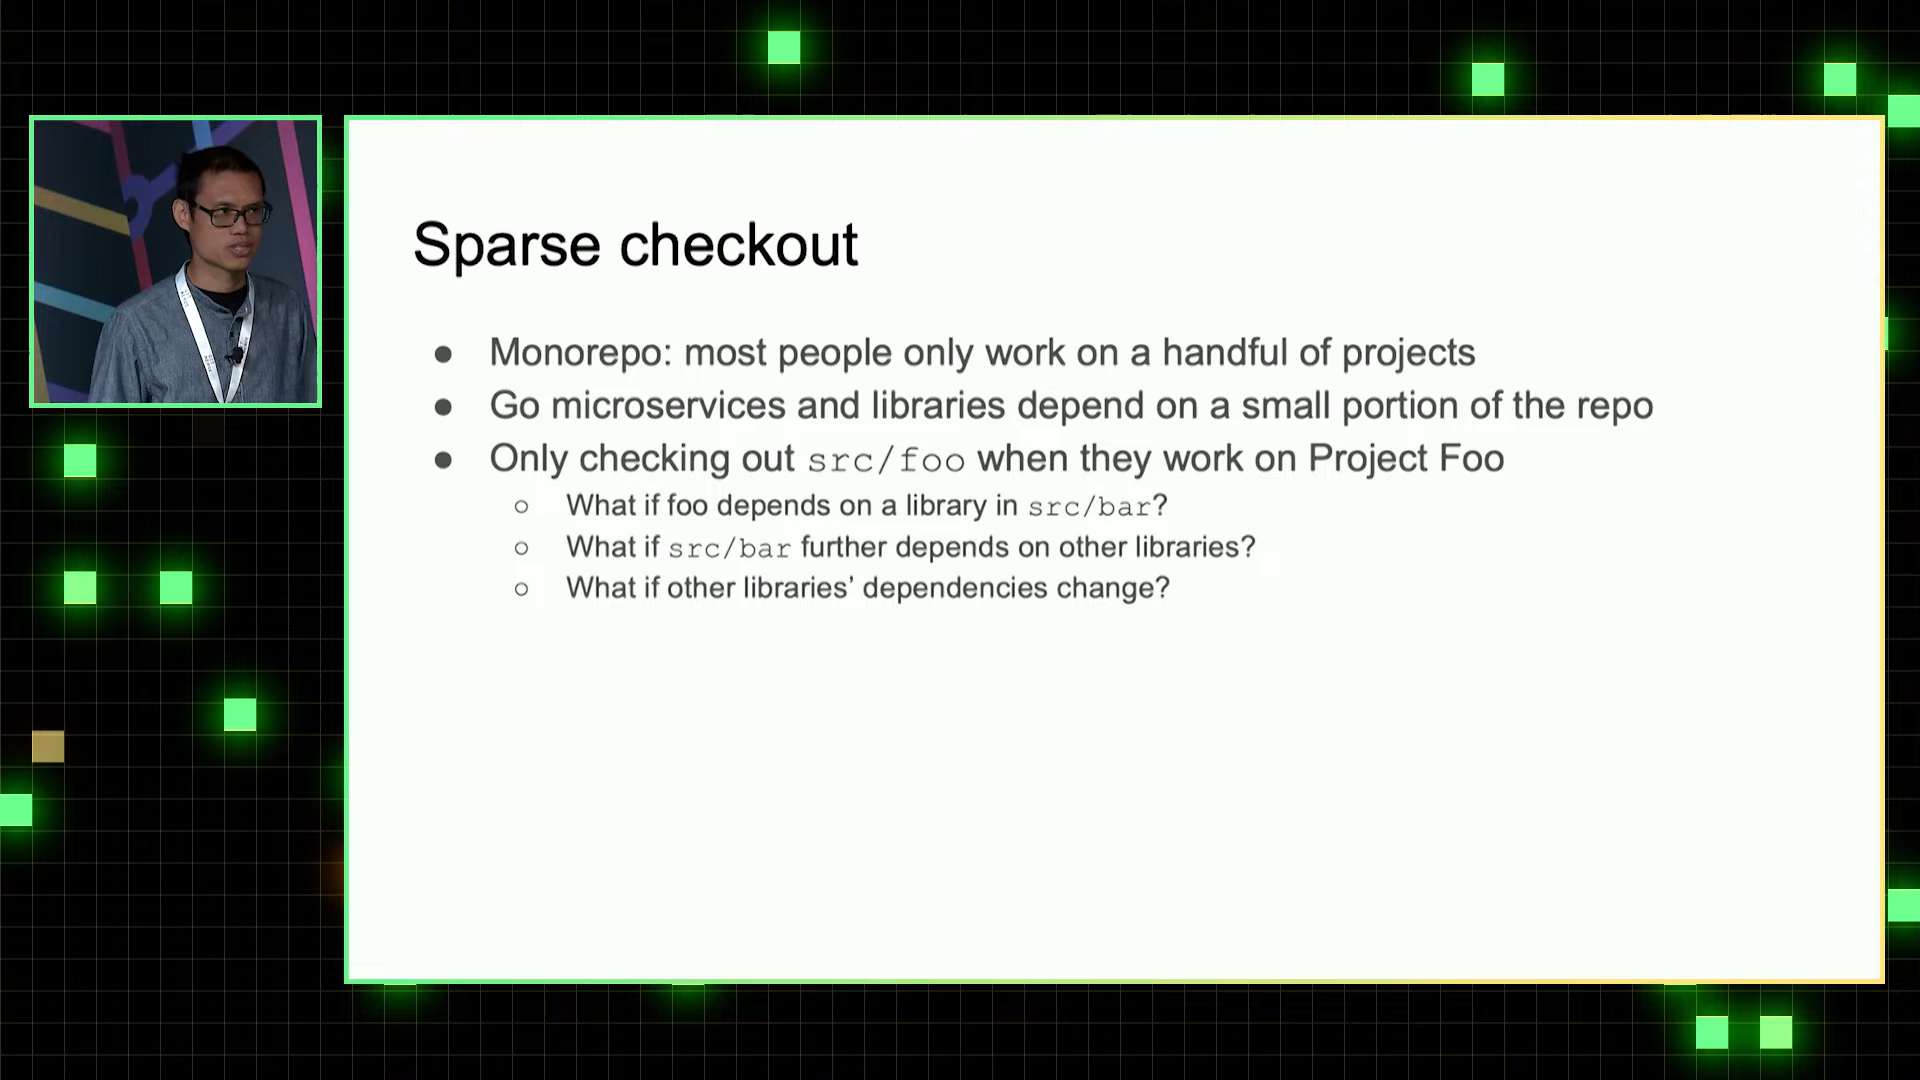 Sparse checkout
● Monorepo: most people only work on a handful of projects
● Go microservices and libraries depend on a small portion of the repo
● Only checking out src/foo when they work on Project Foo
○ What if foo depends on a library in src/bar?
○ What if src/bar further depends on other libraries?
○ What if other libraries’ dependencies change?